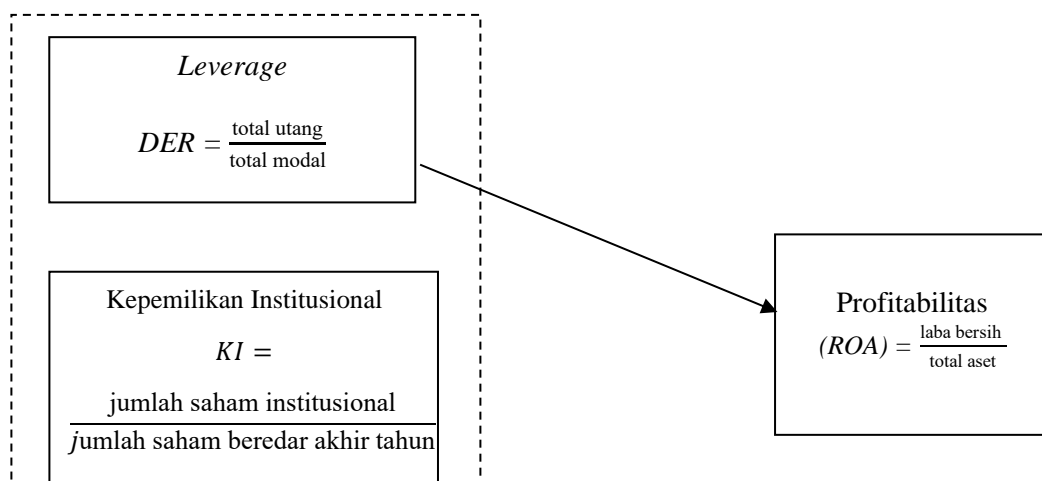 Leverage
DER = total utang / total modal
Kepemilikan Institusional
KI =
jumlah saham institusional
jumlah saham beredar akhir tahun
Profitabilitas
(ROA) = laba bersih / total aset